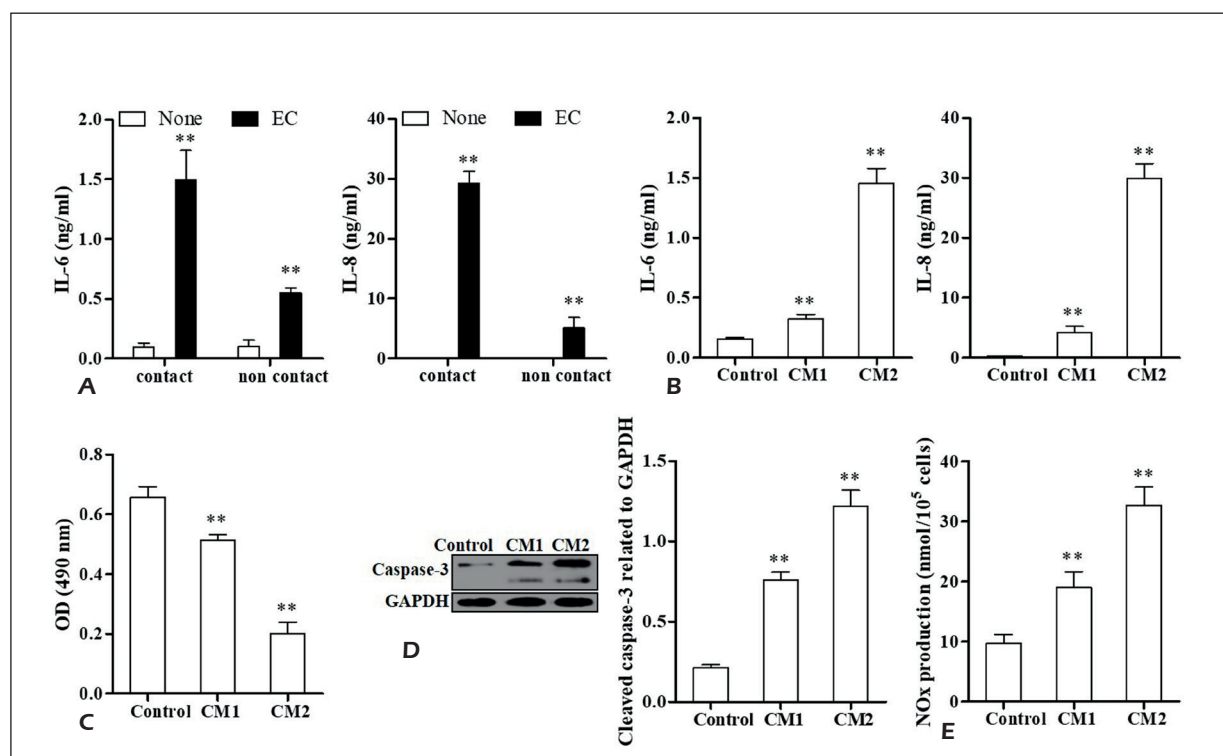 None EC
2.0
1.5
1.0
0.5
0.0
IL-6 (ng/ml)
**
**
contact non contact
A
None EC
40
30
20
10
0
IL-8 (ng/ml)
**
**
contact non contact
2.0
1.5
1.0
0.5
0.0
IL-6 (ng/ml)
**
**
Control CM1 CM2
B
40
30
20
10
0
IL-8 (ng/ml)
**
**
Control CM1 CM2
0.8
0.6
0.4
0.2
0.0
OD (490 nm)
**
**
Control CM1 CM2
C
Control CM1 CM2
Caspase-3
GAPDH
D
Cleaved caspase-3 related to GAPDH
1.5
1.0
0.5
0.0
**
**
Control CM1 CM2
NOx production (nmol/10⁵ cells)
40
30
20
10
0
**
**
Control CM1 CM2
E